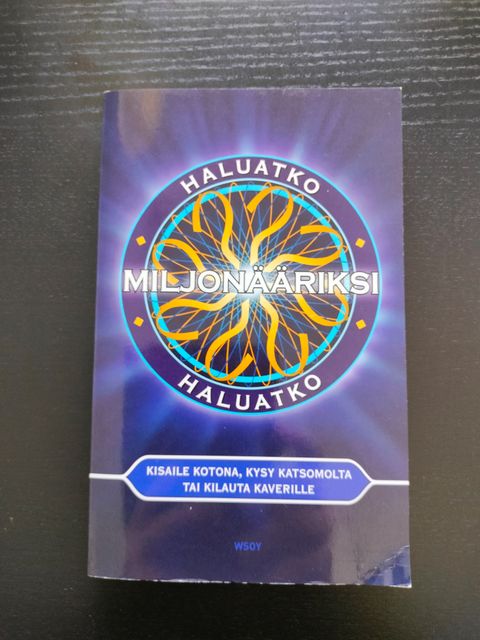 HALUATKO
MILJONÄÄRIKSI
HALUATKO
KISAILE KOTONA, KYSY KATSOMOLTA
TAI KILAUTA KAVERILLE
WSOY